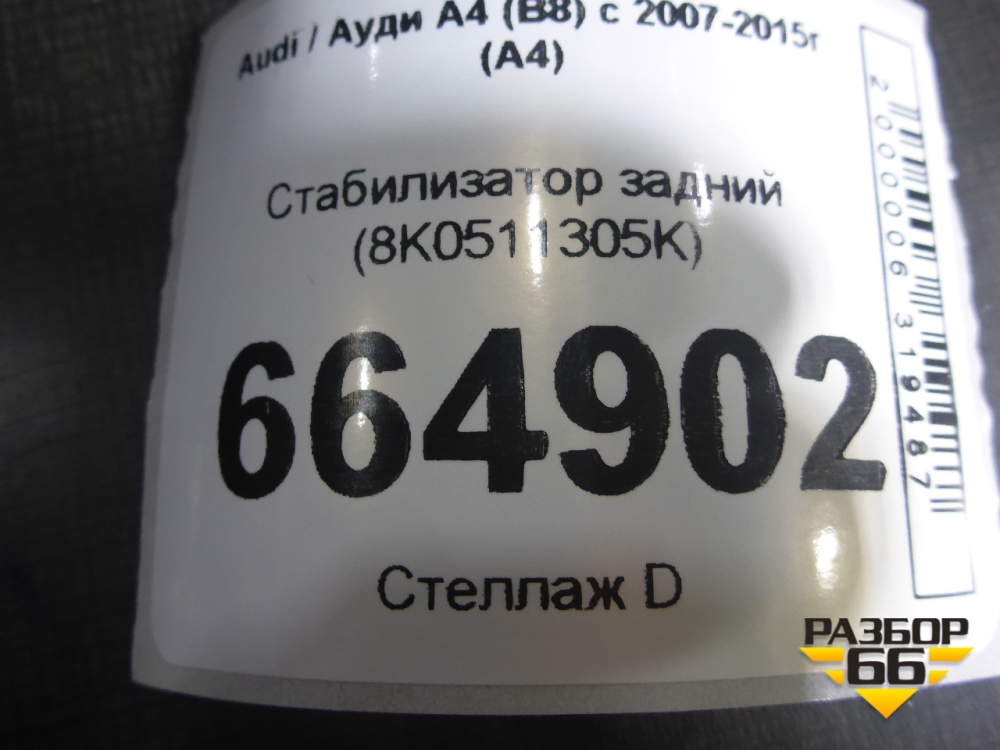 Audi / Ауди A4 (B8) с 2007-2015г
(A4)
Стабилизатор задний
(8K0511305K)
664902
Стеллаж D
2000006319487
РАЗБОР
66